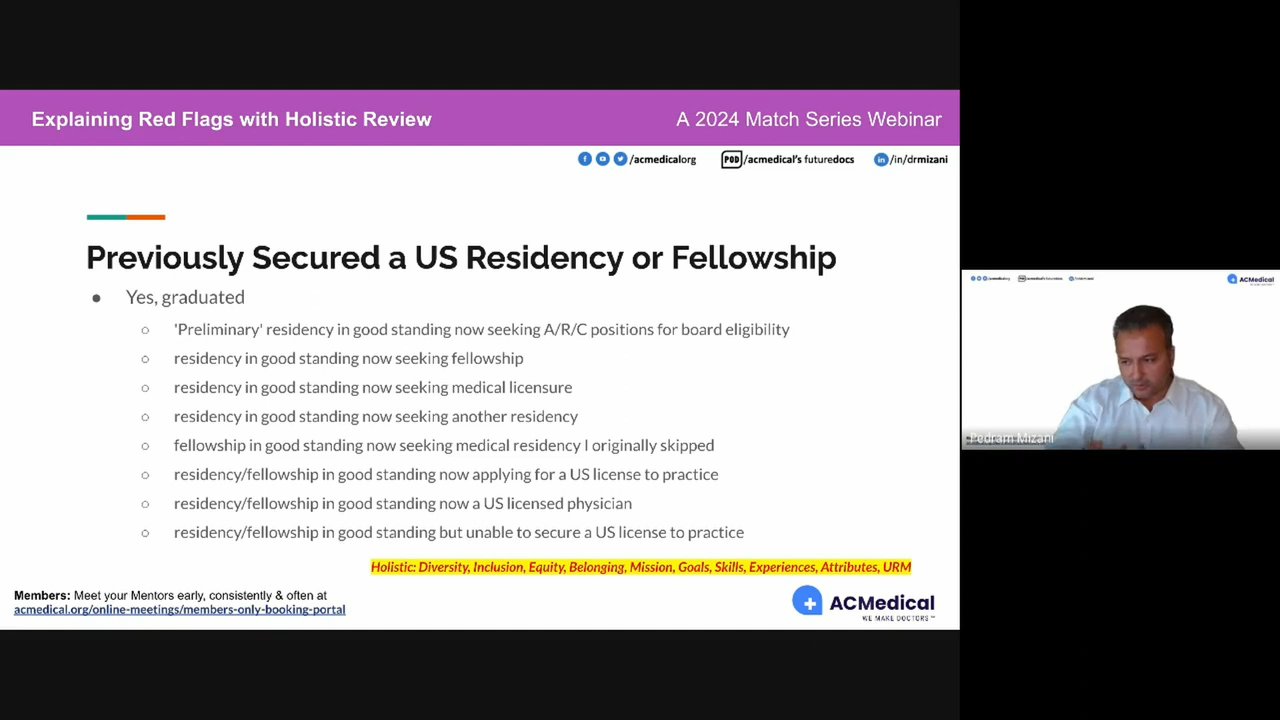 Explaining Red Flags with Holistic Review
A 2024 Match Series Webinar
/acmedicalorg
POD /acmedical's futuredocs
in /in/drmizani
Previously Secured a US Residency or Fellowship
● Yes, graduated
○ 'Preliminary' residency in good standing now seeking A/R/C positions for board eligibility
○ residency in good standing now seeking fellowship
○ residency in good standing now seeking medical licensure
○ residency in good standing now seeking another residency
○ fellowship in good standing now seeking medical residency I originally skipped
○ residency/fellowship in good standing now applying for a US license to practice
○ residency/fellowship in good standing now a US licensed physician
○ residency/fellowship in good standing but unable to secure a US license to practice
Holistic: Diversity, Inclusion, Equity, Belonging, Mission, Goals, Skills, Experiences, Attributes, URM
Members: Meet your Mentors early, consistently & often at
acmedical.org/online-meetings/members-only-booking-portal
ACMedical
WE MAKE DOCTORS™
ACMedical
Pedram Mizani